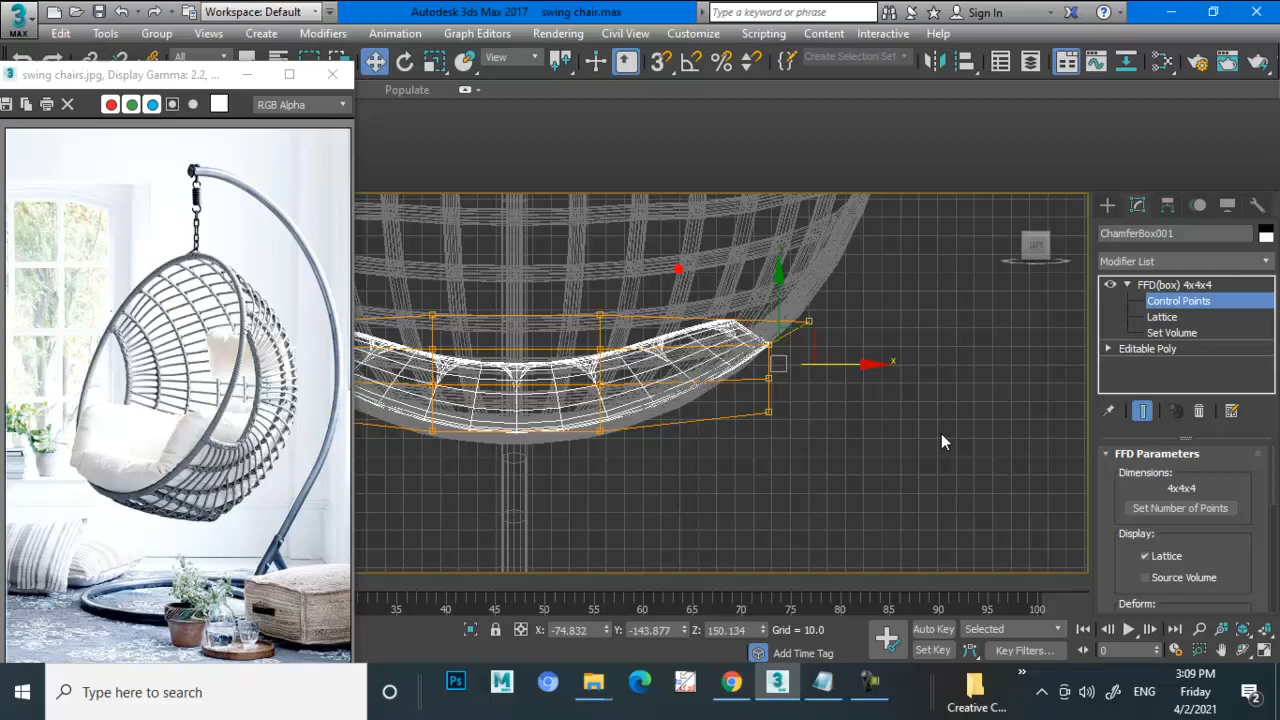 MAX
Workspace: Default
Autodesk 3ds Max 2017 swing chair.max
Type a keyword or phrase
Sign In
Edit Tools Group Views Create Modifiers Animation Graph Editors Rendering Civil View Customize Scripting Content Interactive Help
All
View
Create Selection Set
swing chairs.jpg, Display Gamma: 2.2, ...
RGB Alpha
Populate
LEFT
x
ChamferBox001
Modifier List
FFD(box) 4x4x4
Control Points
Lattice
Set Volume
Editable Poly
FFD Parameters
Dimensions:
4x4x4
Set Number of Points
Display:
Lattice
Source Volume
Deform:
35 40 45 50 55 60 65 70 75 80 85 90 95 100
X: -74.832 Y: -143.877 Z: 150.134 Grid = 10.0
Add Time Tag
Auto Key
Selected
Set Key
Key Filters...
0
Type here to search
Ps
Creative C...
ENG
3:09 PM
Friday
4/2/2021
2